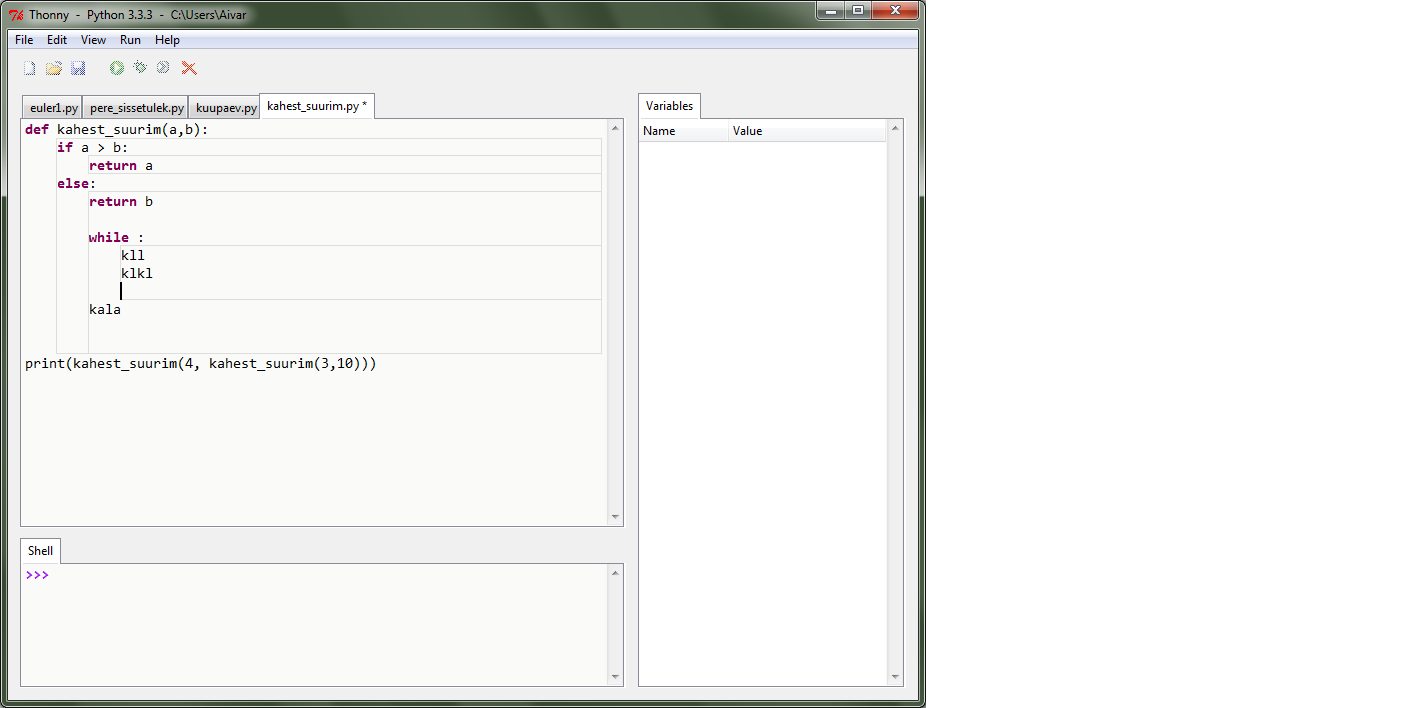 Thonny - Python 3.3.3 - C:\Users\Aivar
File Edit View Run Help
euler1.py pere_sissetulek.py kuupaev.py kahest_suurim.py *
def kahest_suurim(a,b):
    if a > b:
        return a
    else:
        return b
        while :
            kll
            klkl
        kala
print(kahest_suurim(4, kahest_suurim(3,10)))
Shell
>>>
Variables
Name Value